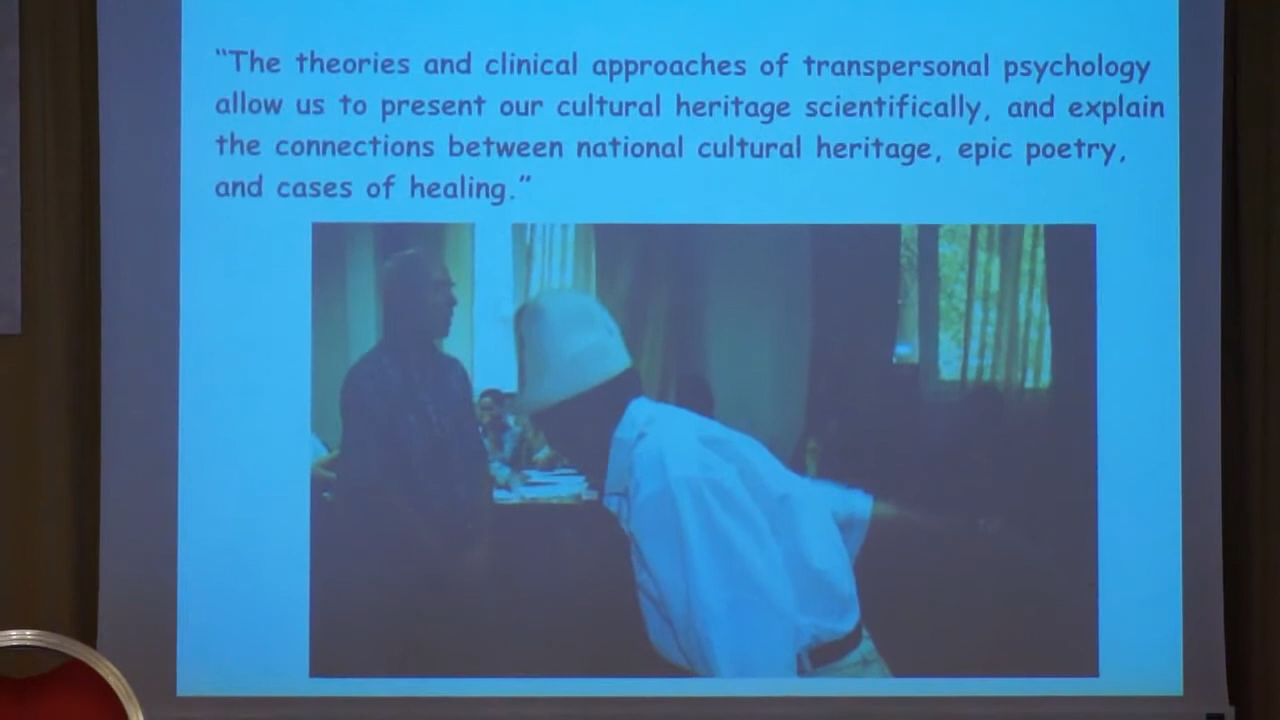 “The theories and clinical approaches of transpersonal psychology
allow us to present our cultural heritage scientifically, and explain
the connections between national cultural heritage, epic poetry,
and cases of healing.”